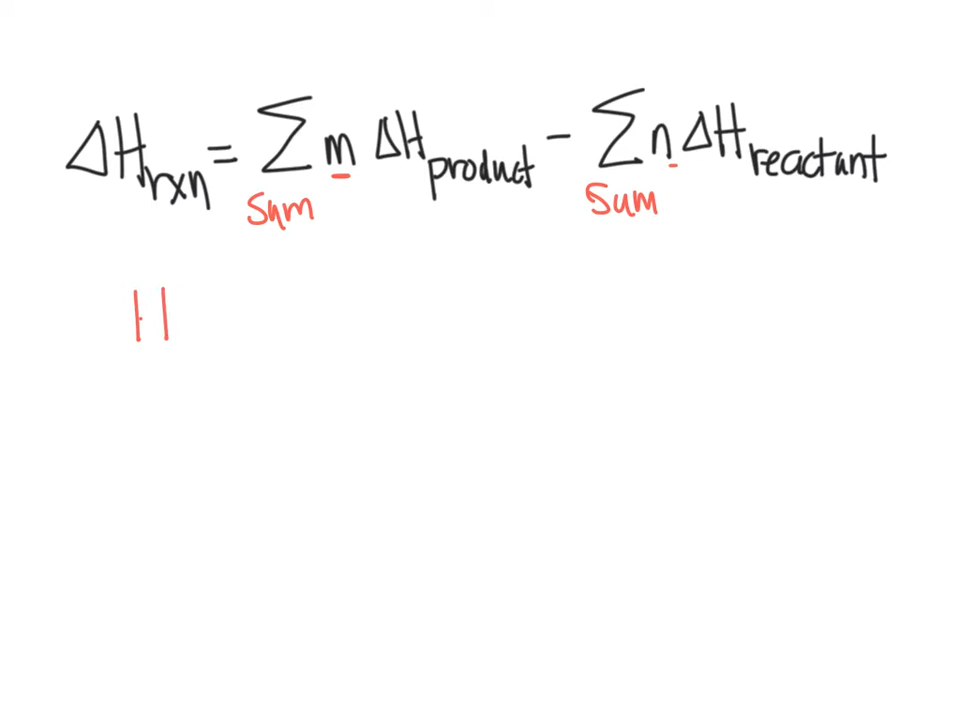 ΔHrxn = Σ m ΔHproduct - Σ n ΔHreactant
Sum Sum